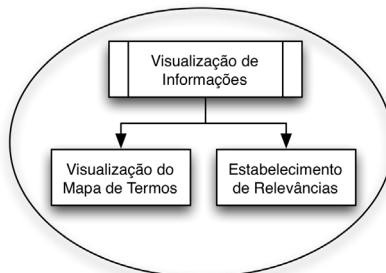 Visualização de
Informações
Visualização do
Mapa de Termos
Estabelecimento
de Relevâncias